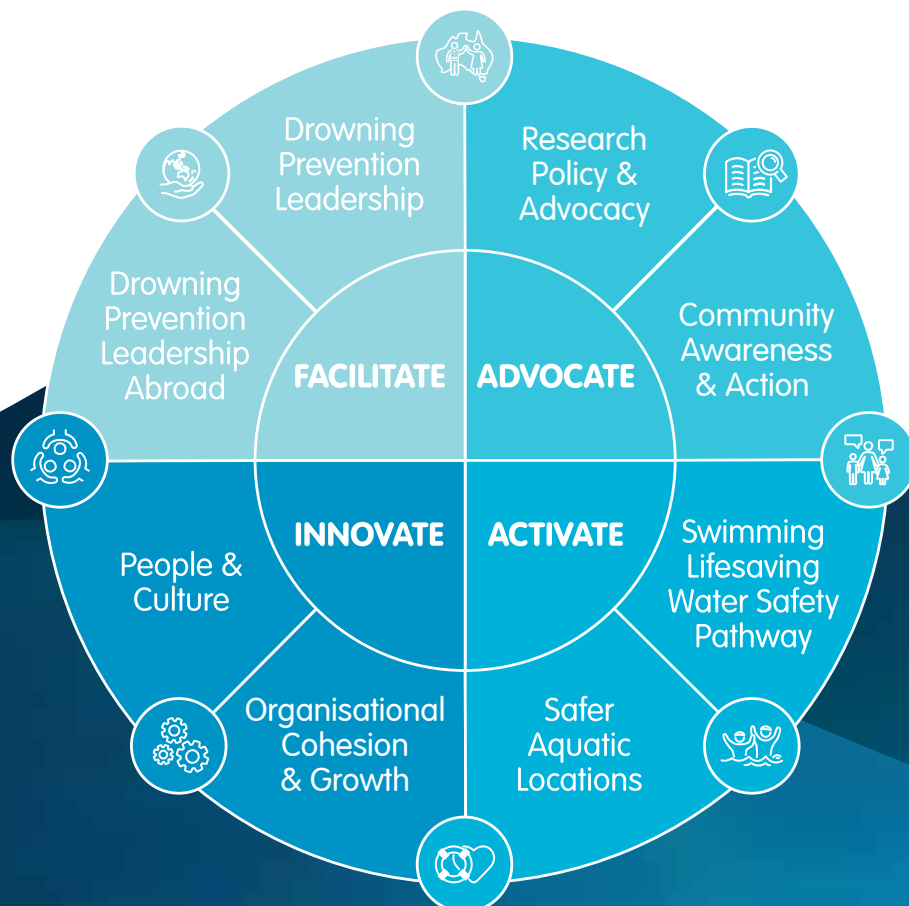 Drowning
Prevention
Leadership
Research
Policy &
Advocacy
Drowning
Prevention
Leadership
Abroad
Community
Awareness
& Action
FACILITATE
ADVOCATE
INNOVATE
ACTIVATE
People &
Culture
Swimming
Lifesaving
Water Safety
Pathway
Organisational
Cohesion
& Growth
Safer
Aquatic
Locations